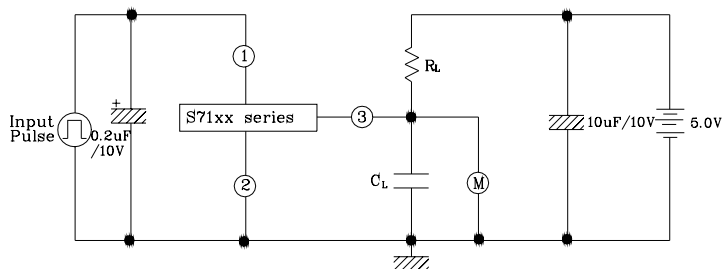 1
RL
Input
Pulse
+
0.2uF
/10V
S71xx series
3
10uF/10V
5.0V
2
CL
M